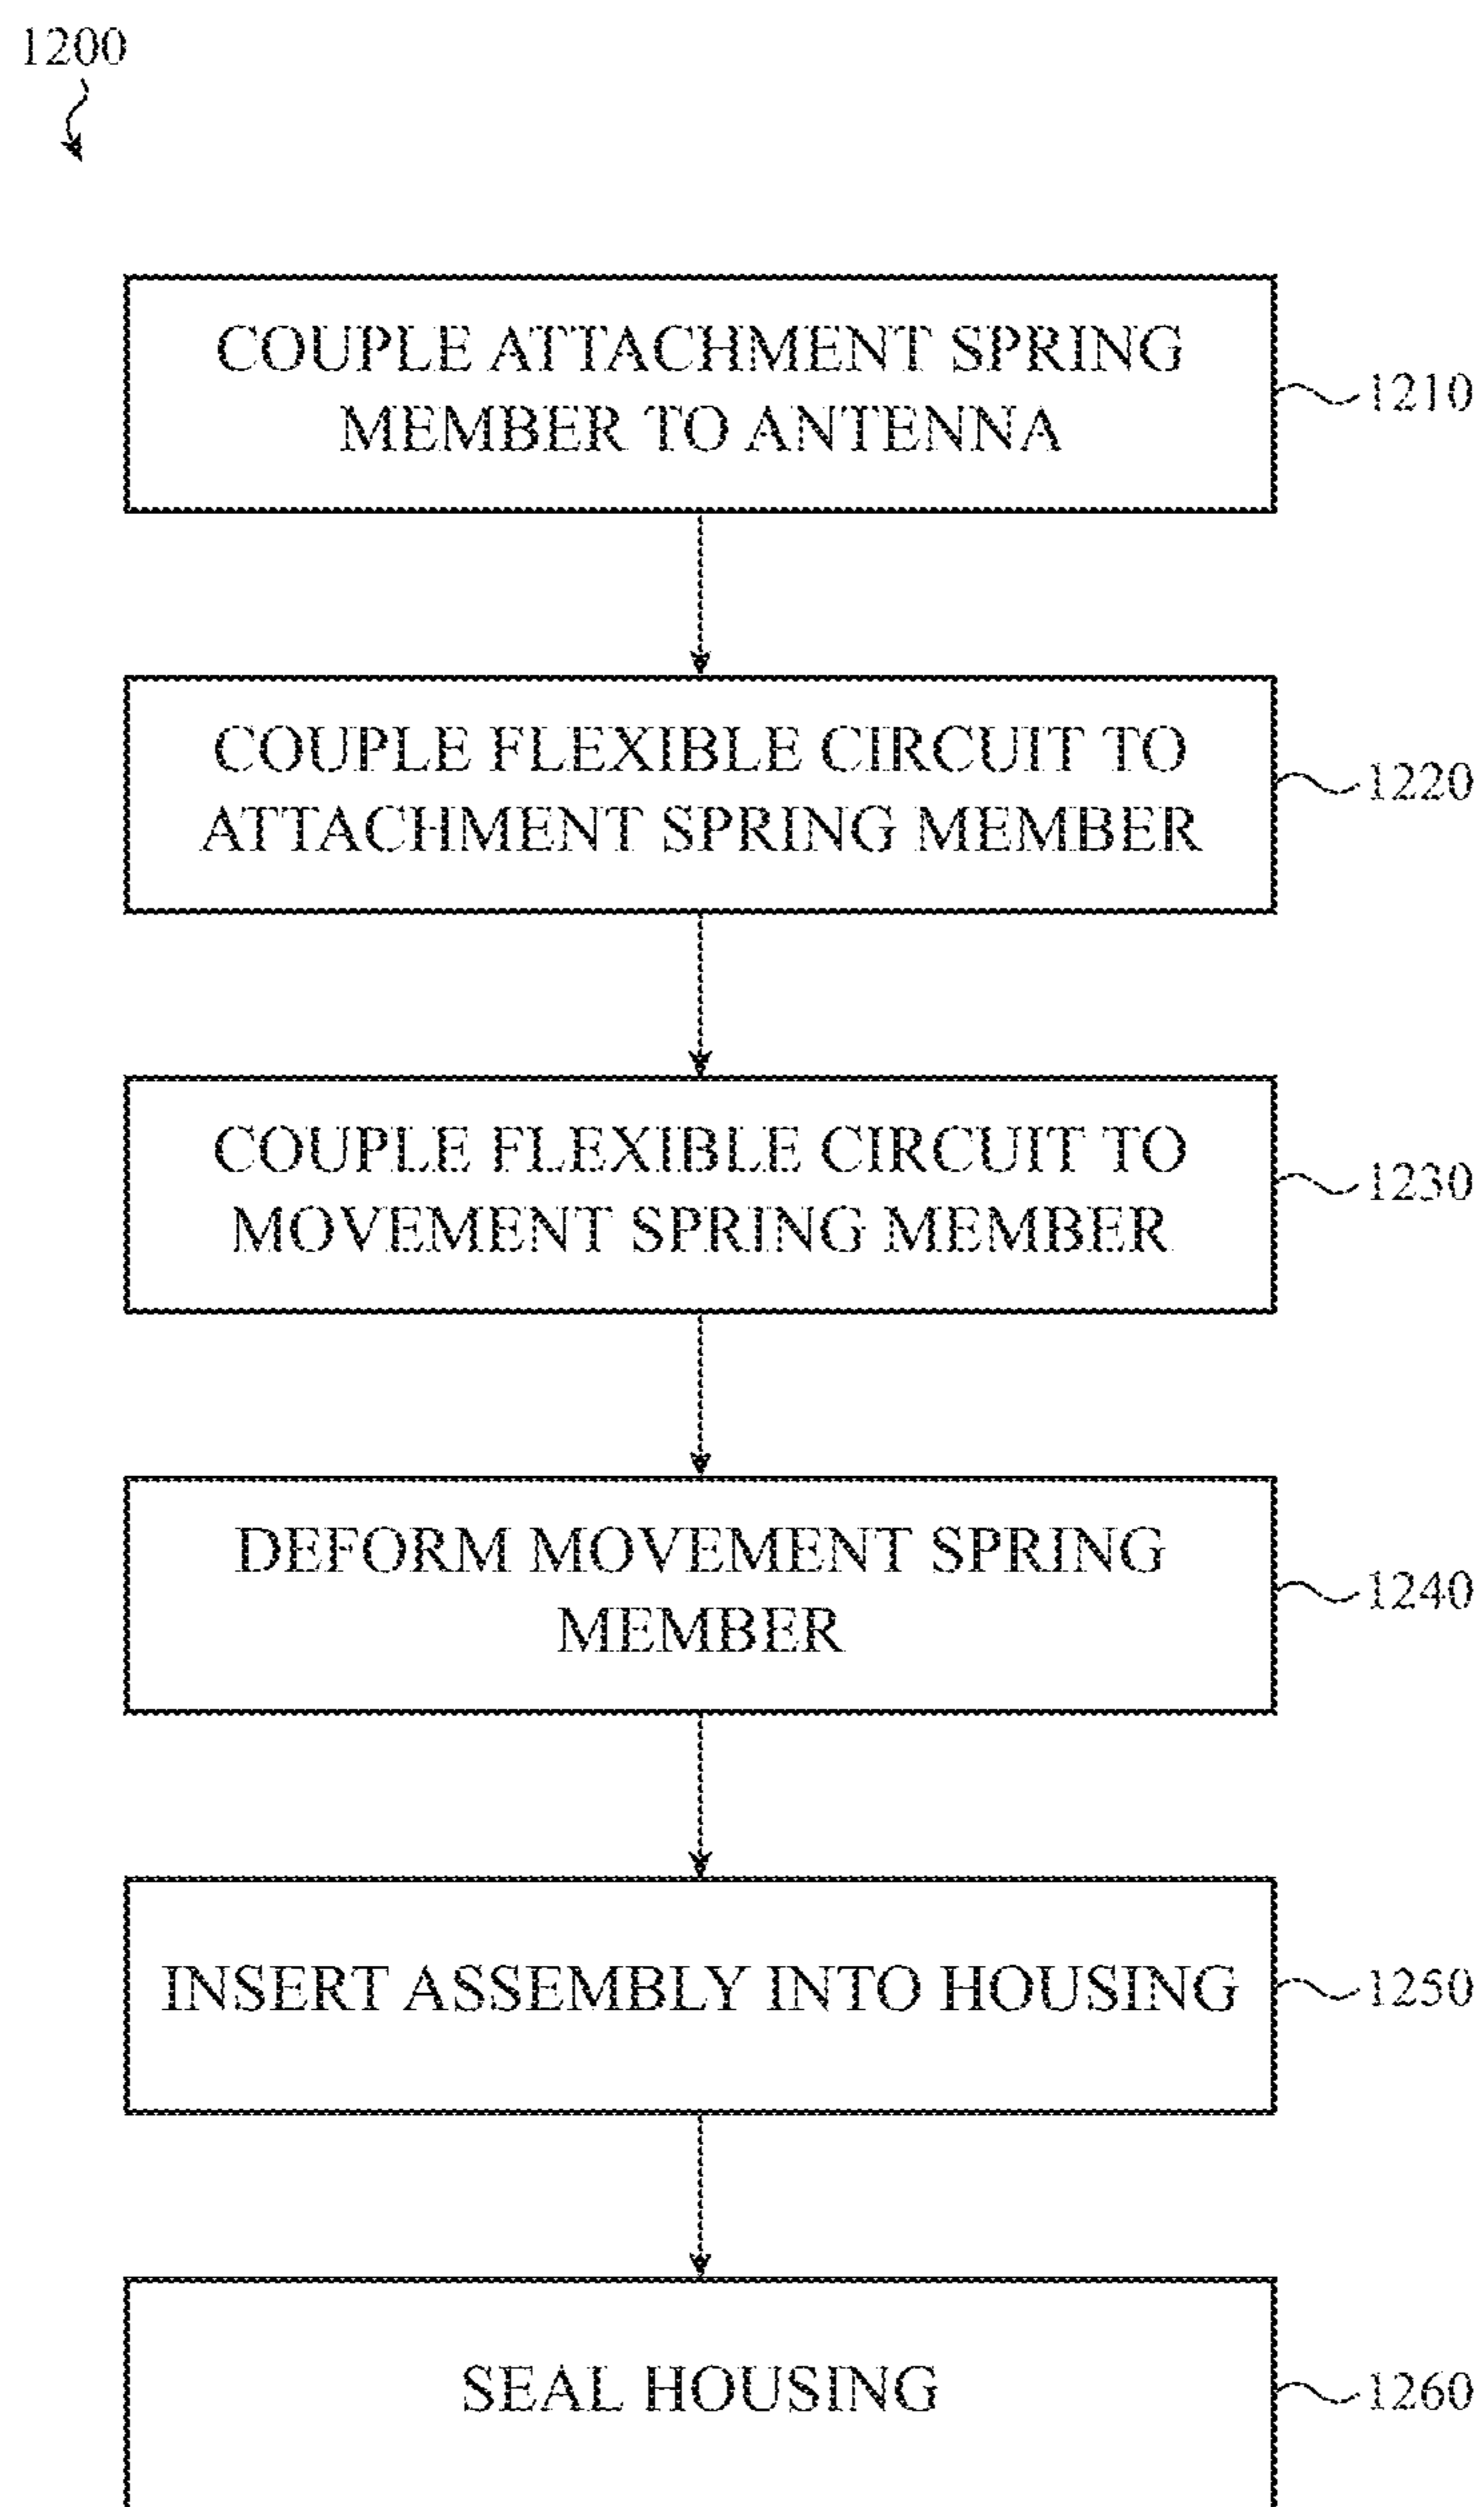 1200
COUPLE ATTACHMENT SPRING
MEMBER TO ANTENNA
1210
COUPLE FLEXIBLE CIRCUIT TO
ATTACHMENT SPRING MEMBER
1220
COUPLE FLEXIBLE CIRCUIT TO
MOVEMENT SPRING MEMBER
1230
DEFORM MOVEMENT SPRING
MEMBER
1240
INSERT ASSEMBLY INTO HOUSING
1250
SEAL HOUSING
1260